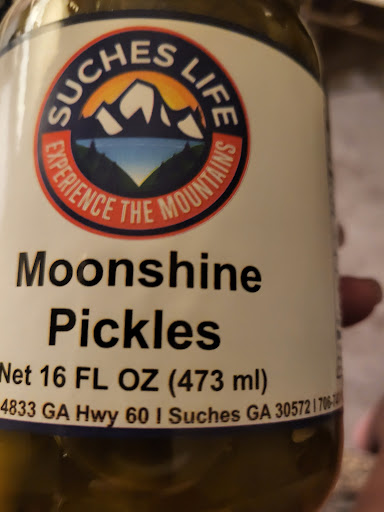 SUCHES LIFE
EXPERIENCE THE MOUNTAINS
Moonshine
Pickles
Net 16 FL OZ (473 ml)
4833 GA Hwy 60 I Suches GA 30572 I 706-